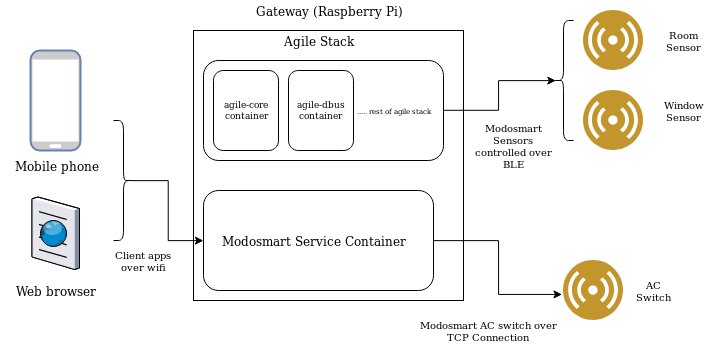 Gateway (Raspberry Pi)
Agile Stack
agile-core
container
agile-dbus
container
..... rest of agile stack
Room
Sensor
Window
Sensor
Modosmart
Sensors
controlled over
BLE
Mobile phone
Client apps
over wifi
Web browser
Modosmart Service Container
AC
Switch
Modosmart AC switch over
TCP Connection